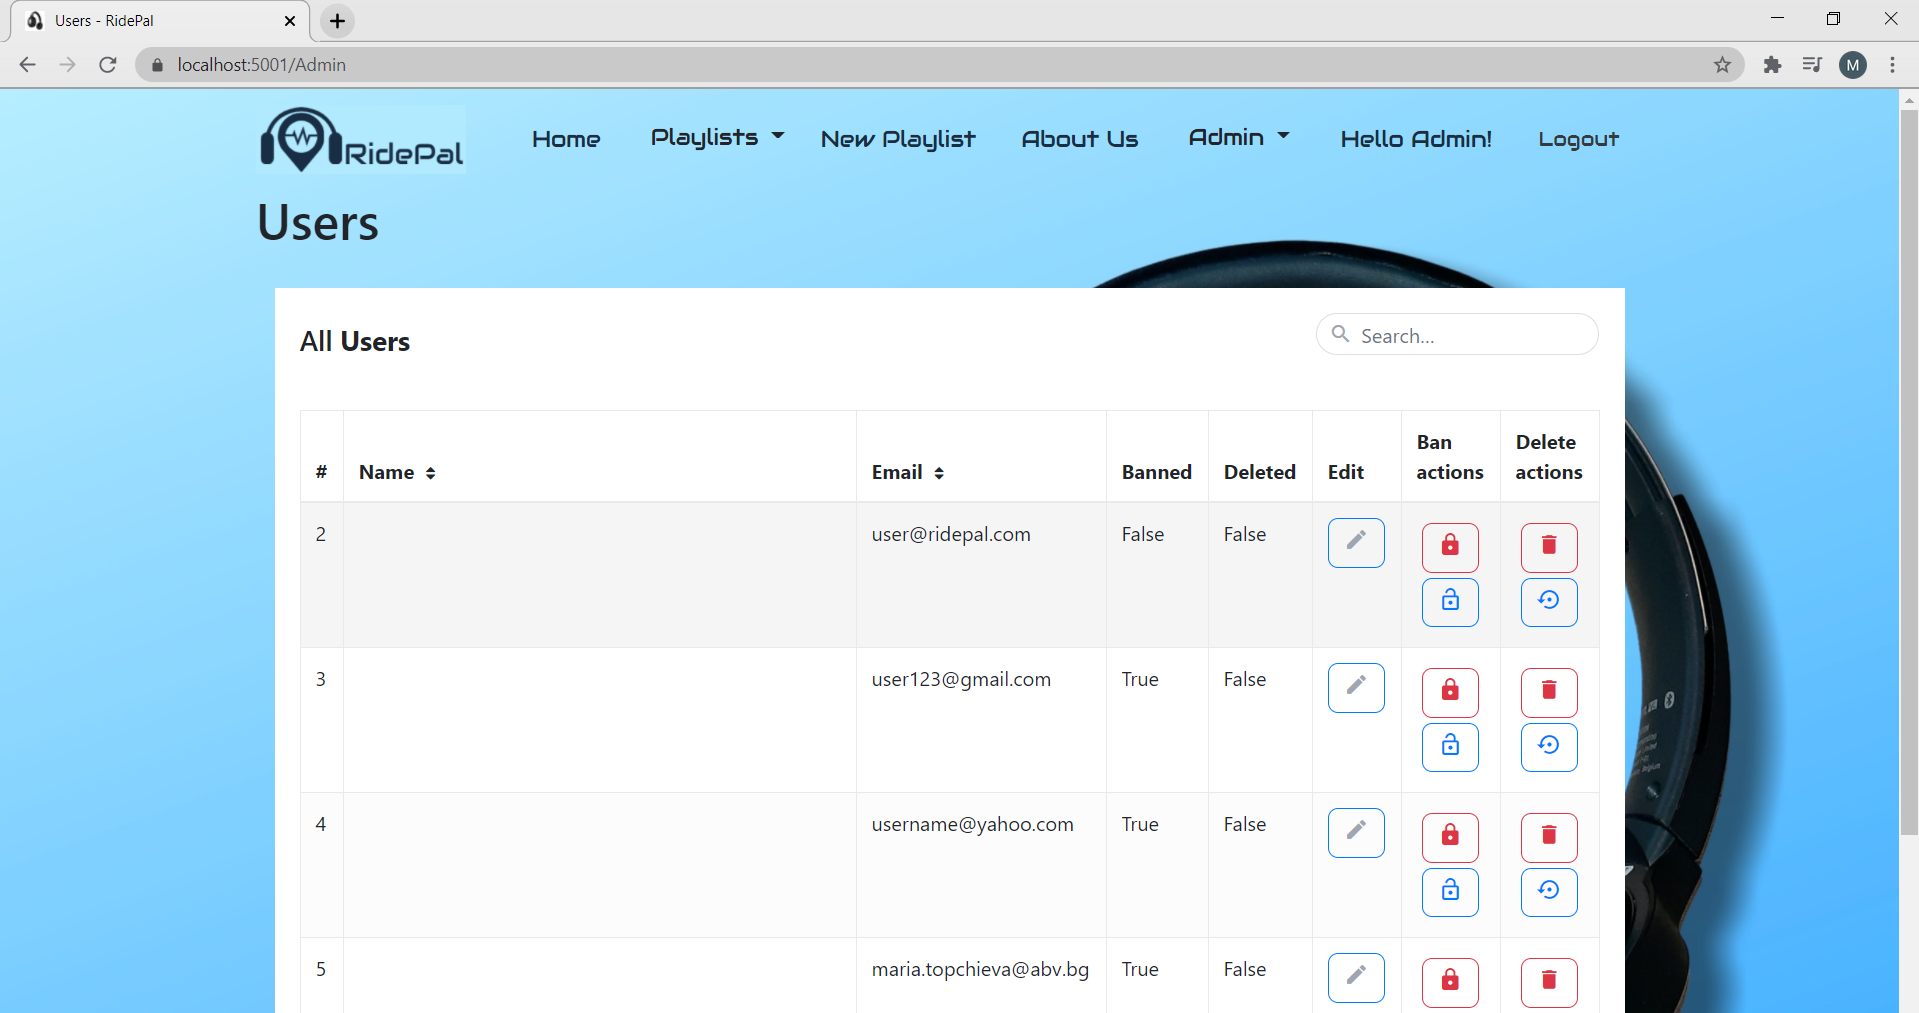 Users - RidePal
localhost:5001/Admin
M
RidePal
Home Playlists New Playlist About Us Admin Hello Admin! Logout
Users
All Users
Search...
# Name Email Banned Deleted Edit Ban actions Delete actions
2 user@ridepal.com False False
3 user123@gmail.com True False
4 username@yahoo.com True False
5 maria.topchieva@abv.bg True False